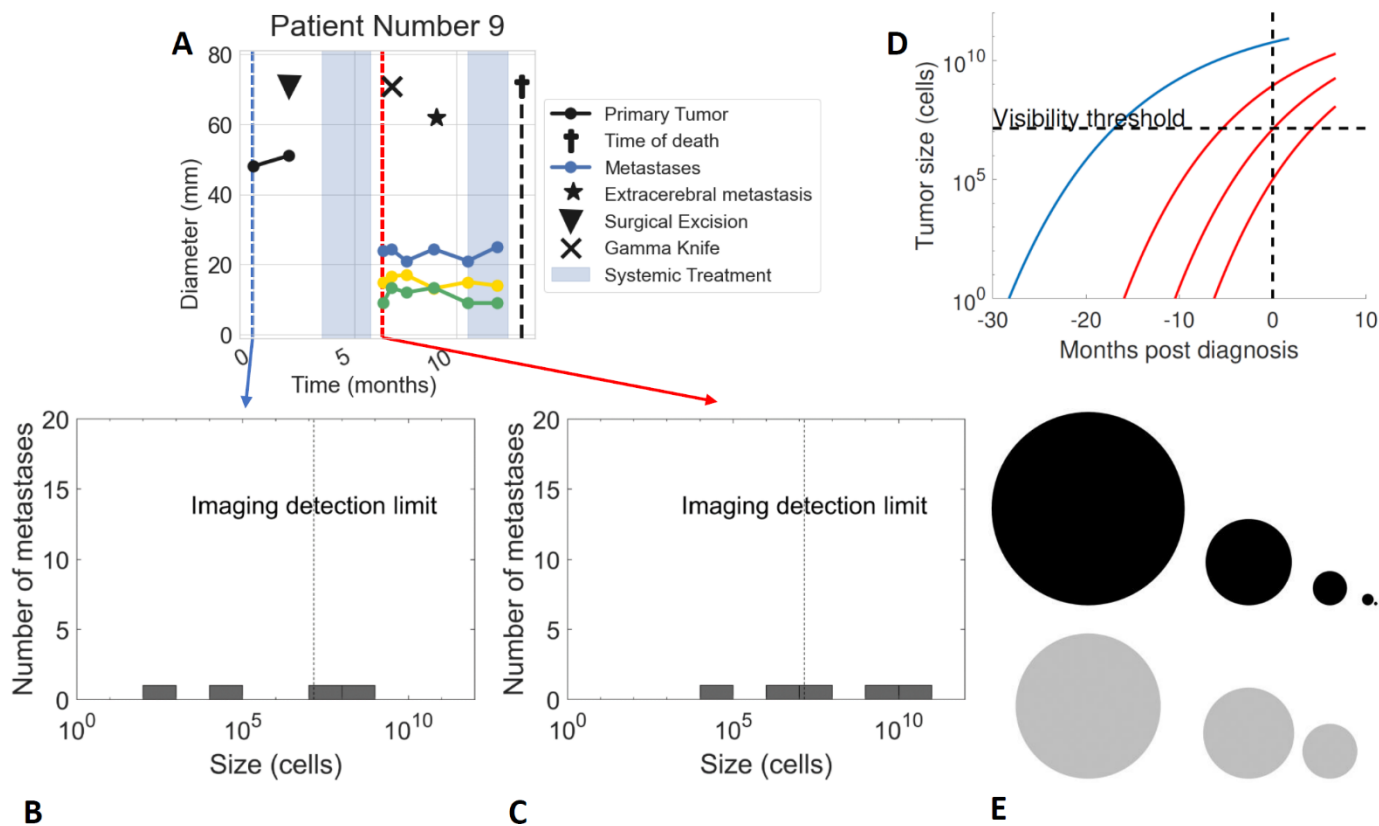 A
Patient Number 9
80
60
40
20
0
Diameter (mm)
0
5
10
Time (months)
Primary Tumor
Time of death
Metastases
Extracerebral metastasis
Surgical Excision
Gamma Knife
Systemic Treatment
D
10^10
10^5
10^0
Tumor size (cells)
Visibility threshold
-30
-20
-10
0
10
Months post diagnosis
20
15
10
5
0
Number of metastases
Imaging detection limit
10^0
10^5
10^10
Size (cells)
B
20
15
10
5
0
Number of metastases
Imaging detection limit
10^0
10^5
10^10
Size (cells)
C
E